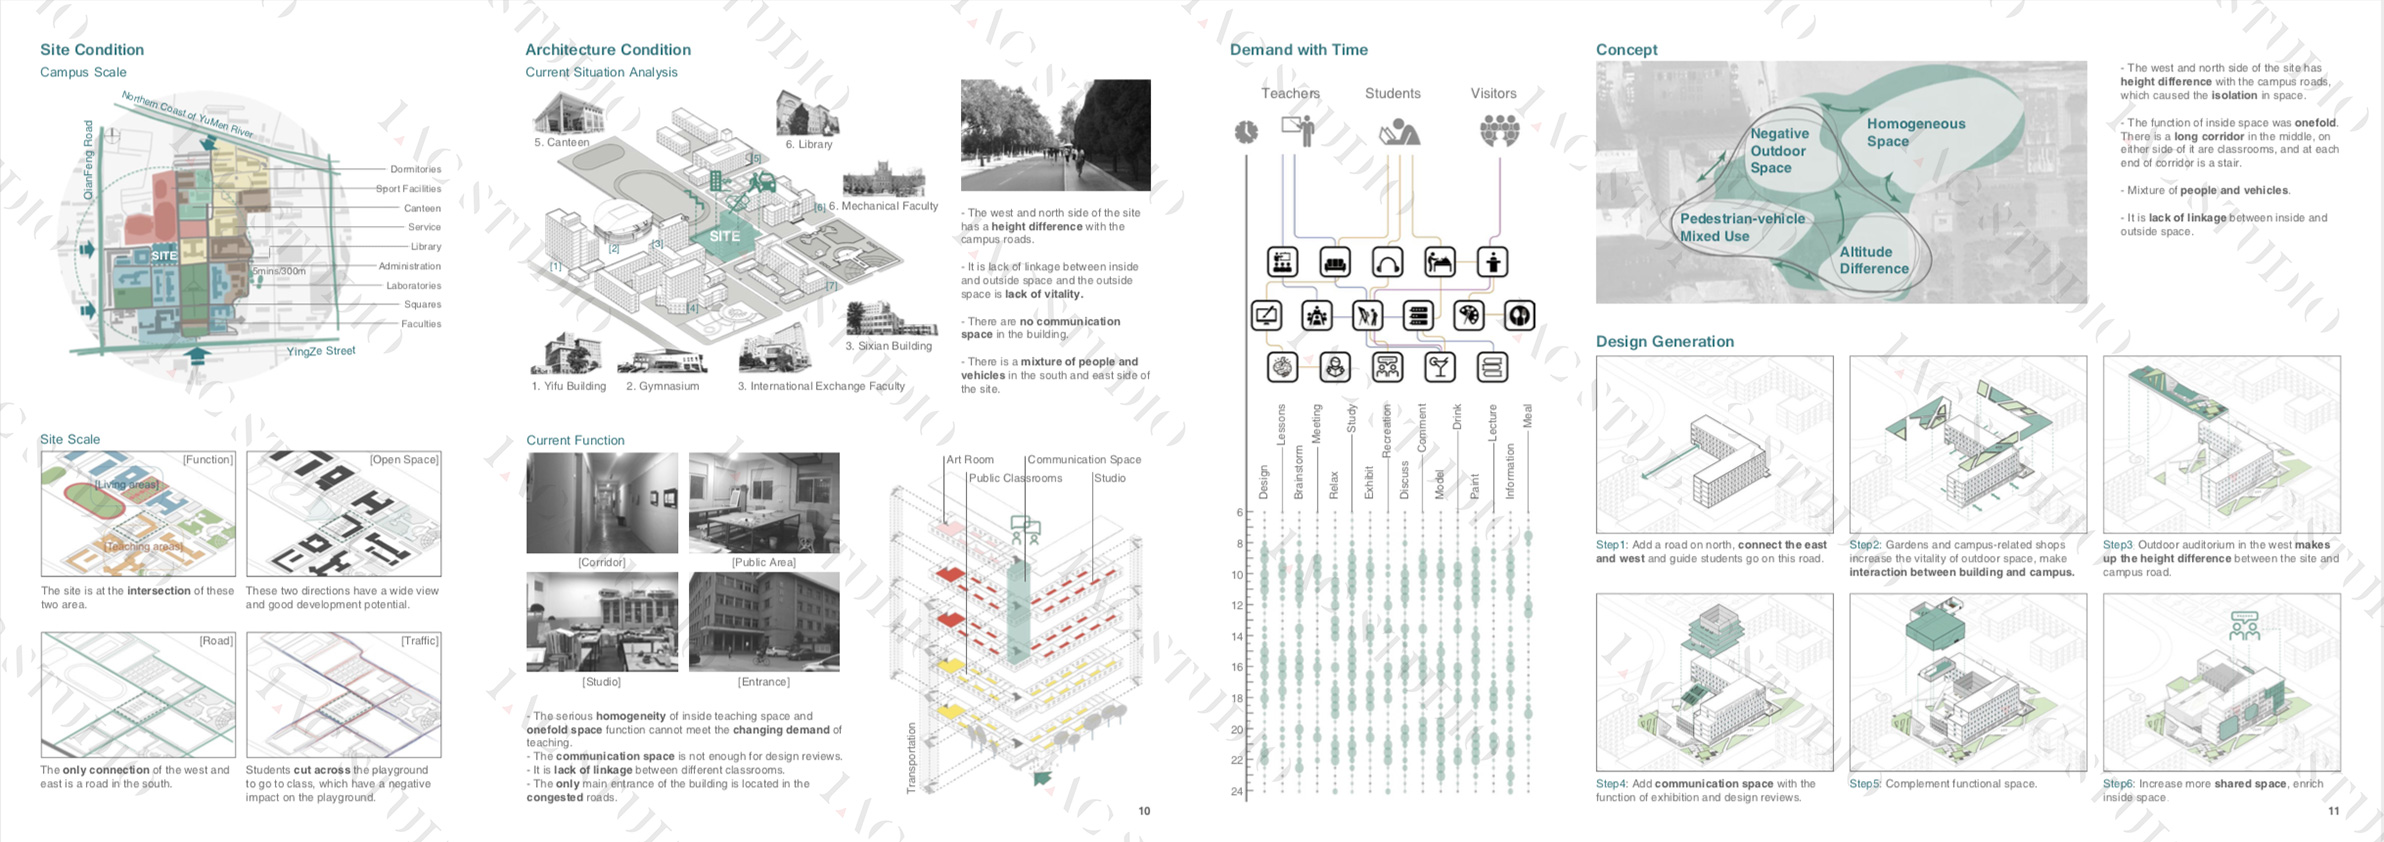 Site Condition
Campus Scale
Northern Coast of YuMen River
QianFeng Road
Dormitories
Sport Facilities
Canteen
Service
Library
Administration
Laboratories
Squares
Faculties
SITE
5mins/300m
YingZe Street
Site Scale
[Function]
[Living areas]
[Teaching areas]
The site is at the intersection of these
two area.
[Open Space]
These two directions have a wide view
and good development potential.
[Road]
The only connection of the west and
east is a road in the south.
[Traffic]
Students cut across the playground
to go to class, which have a negative
impact on the playground.
Architecture Condition
Current Situation Analysis
5. Canteen
6. Library
6. Mechanical Faculty
[5]
[6]
SITE
[1]
[2]
[3]
[4]
[7]
3. Sixian Building
1. Yifu Building
2. Gymnasium
3. International Exchange Faculty
- The west and north side of the site
has a height difference with the
campus roads.
- It is lack of linkage between inside
and outside space and the outside
space is lack of vitality.
- There are no communication
space in the building.
- There is a mixture of people and
vehicles in the south and east side of
the site.
Current Function
[Corridor]
[Public Area]
[Studio]
[Entrance]
- The serious homogeneity of inside teaching space and
onefold space function cannot meet the changing demand of
teaching.
- The communication space is not enough for design reviews.
- It is lack of linkage between different classrooms.
- The only main entrance of the building is located in the
congested roads.
Art Room
Communication Space
Public Classrooms
Studio
Transportation
10
Demand with Time
Teachers
Students
Visitors
Design
Lessons
Brainstorm
Meeting
Relax
Study
Exhibit
Recreation
Discuss
Comment
Model
Drink
Paint
Lecture
Information
Meal
6
8
10
12
14
16
18
20
22
24
Concept
Negative
Outdoor
Space
Homogeneous
Space
Pedestrian-vehicle
Mixed Use
Altitude
Difference
- The west and north side of the site has
height difference with the campus roads,
which caused the isolation in space.
- The function of inside space was onefold.
There is a long corridor in the middle, on
either side of it are classrooms, and at each
end of corridor is a stair.
- Mixture of people and vehicles.
- It is lack of linkage between inside and
outside space.
Design Generation
Step1: Add a road on north, connect the east
and west and guide students go on this road.
Step2: Gardens and campus-related shops
increase the vitality of outdoor space, make
interaction between building and campus.
Step3 Outdoor auditorium in the west makes
up the height difference between the site and
campus road.
Step4: Add communication space with the
function of exhibition and design reviews.
Step5: Complement functional space.
Step6: Increase more shared space, enrich
inside space.
11